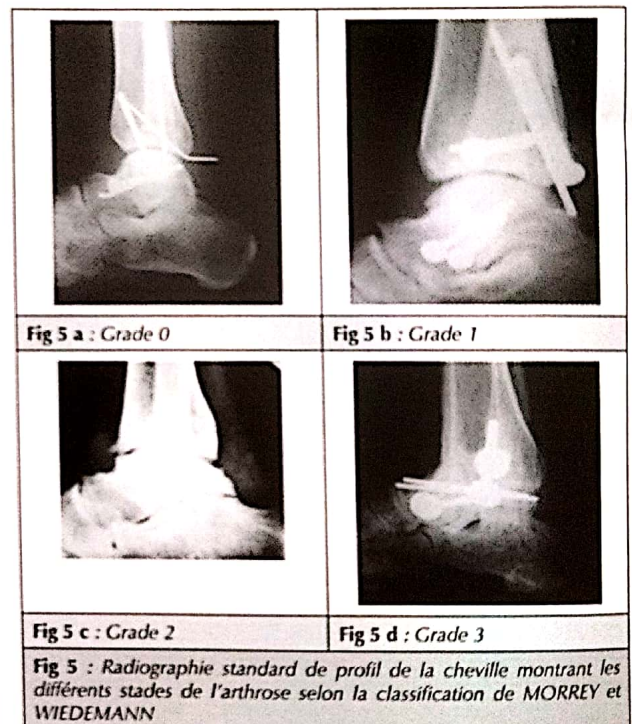 Fig 5 a : Grade 0
Fig 5 b : Grade 1
Fig 5 c : Grade 2
Fig 5 d : Grade 3
Fig 5 : Radiographie standard de profil de la cheville montrant les
différents stades de l'arthrose selon la classification de MORREY et
WIEDEMANN